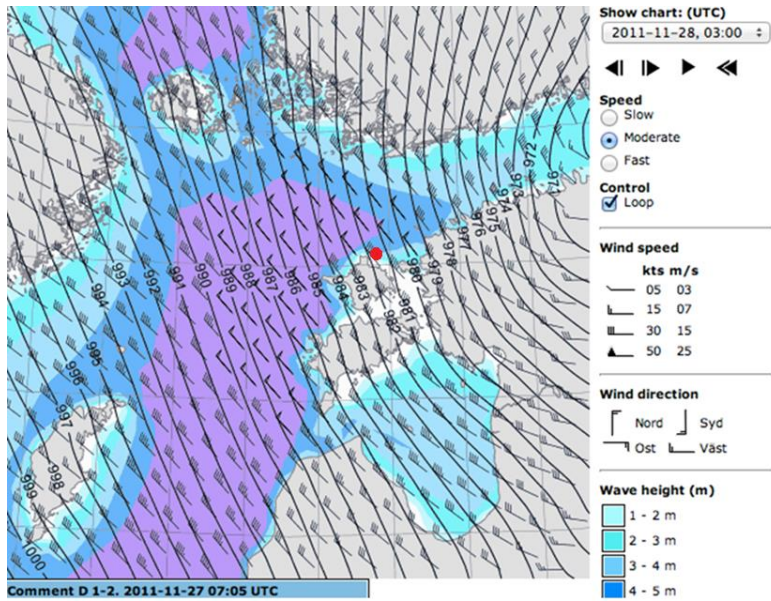 Show chart: (UTC)
2011-11-28, 03:00
Speed
Slow
Moderate
Fast
Control
Loop
Wind speed
kts m/s
05 03
15 07
30 15
50 25
Wind direction
Nord Syd
Ost Väst
Wave height (m)
1 - 2 m
2 - 3 m
3 - 4 m
4 - 5 m
972
971
973
974
975
976
977
978
979
980
981
982
983
984
985
986
987
988
989
990
991
992
993
994
995
996
997
998
999
1000
Comment D 1-2. 2011-11-27 07:05 UTC